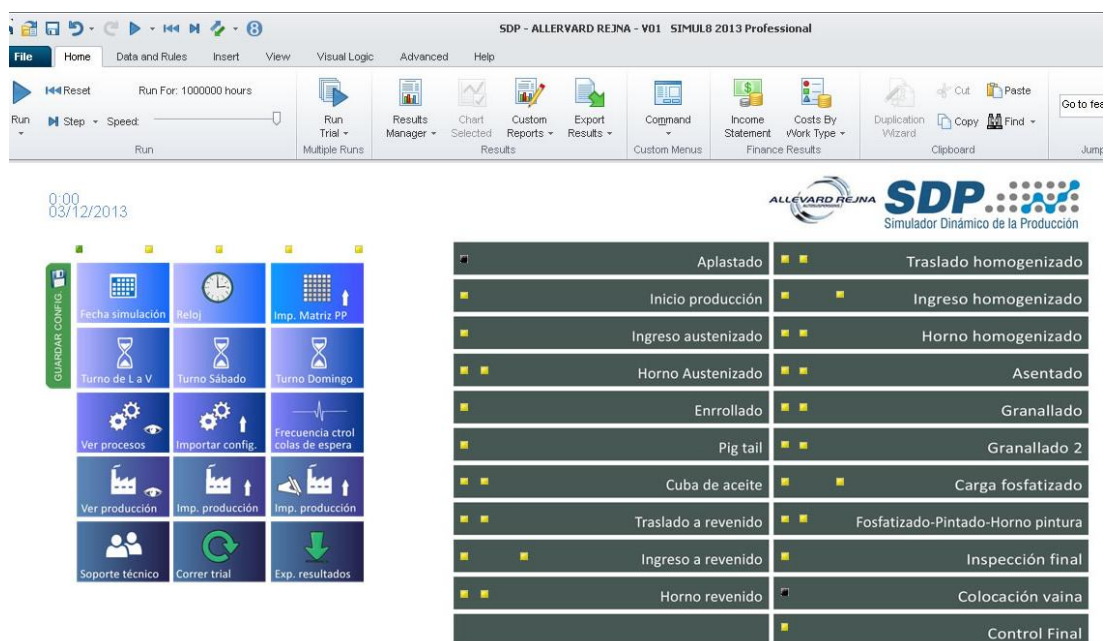 SDP - ALLERVARD REJNA - V01 SIMUL8 2013 Professional
File Home Data and Rules Insert View Visual Logic Advanced Help
Reset Run For: 1000000 hours
Run Step Speed:
Run
Run Trial
Multiple Runs
Results Manager
Chart Selected
Custom Reports
Export Results
Results
Command
Custom Menus
Income Statement
Costs By Work Type
Finance Results
Duplication Wizard
Cut Paste
Copy Find
Clipboard
Go to fea
Jump
0:00
03/12/2013
ALLEVARD REJNA
SDP
Simulador Dinámico de la Producción
GUARDAR CONFIG.
Fecha simulación Reloj Imp. Matriz PP
Turno de L a V Turno Sábado Turno Domingo
Ver procesos Importar config. Frecuencia ctrol colas de espera
Ver producción Imp. producción Imp. producción
Soporte técnico Correr trial Exp. resultados
Aplastado
Inicio producción
Ingreso austenizado
Horno Austenizado
Enrrollado
Pig tail
Cuba de aceite
Traslado a revenido
Ingreso a revenido
Horno revenido
Traslado homogenizado
Ingreso homogenizado
Horno homogenizado
Asentado
Granallado
Granallado 2
Carga fosfatizado
Fosfatizado-Pintado-Horno pintura
Inspección final
Colocación vaina
Control Final